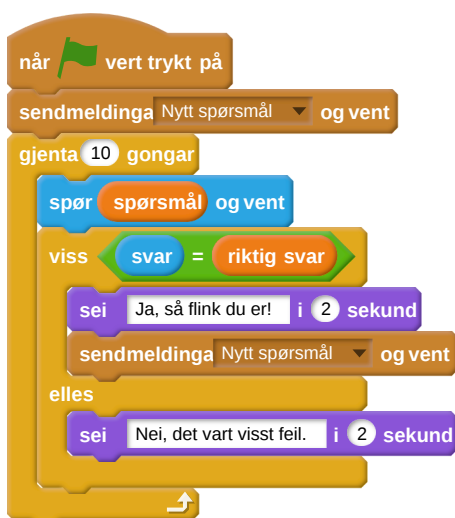 når vert trykt på
sendmeldinga Nytt spørsmål og vent
gjenta 10 gongar
spør spørsmål og vent
viss svar = riktig svar
sei Ja, så flink du er! i 2 sekund
sendmeldinga Nytt spørsmål og vent
elles
sei Nei, det vart visst feil. i 2 sekund